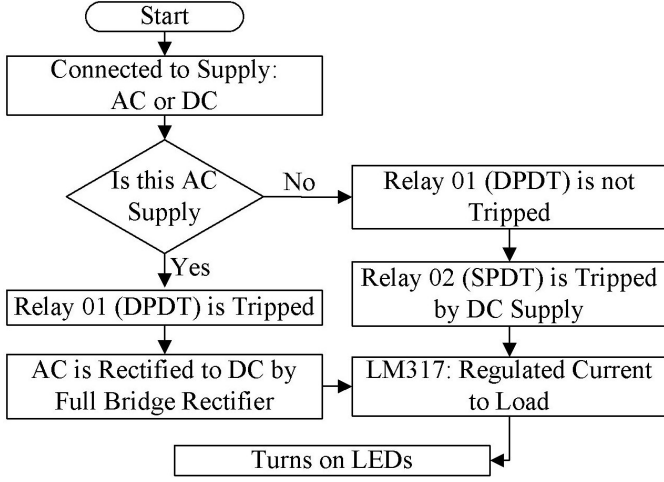 Start
Connected to Supply:
AC or DC
Is this AC
Supply
No
Yes
Relay 01 (DPDT) is not
Tripped
Relay 02 (SPDT) is Tripped
by DC Supply
Relay 01 (DPDT) is Tripped
AC is Rectified to DC by
Full Bridge Rectifier
LM317: Regulated Current
to Load
Turns on LEDs